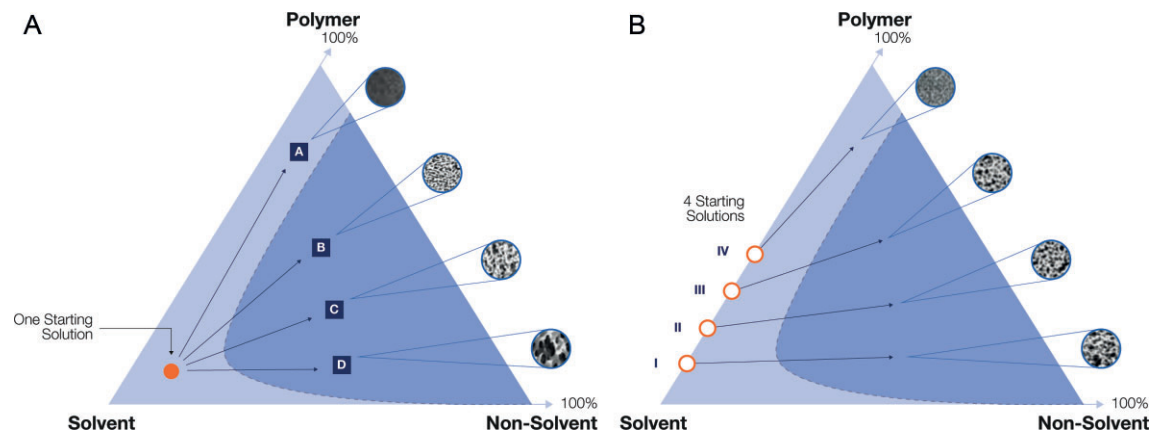 A
Polymer
100%
A
B
C
D
One Starting
Solution
Solvent
100%
Non-Solvent
B
Polymer
100%
4 Starting
Solutions
IV
III
II
I
Solvent
100%
Non-Solvent